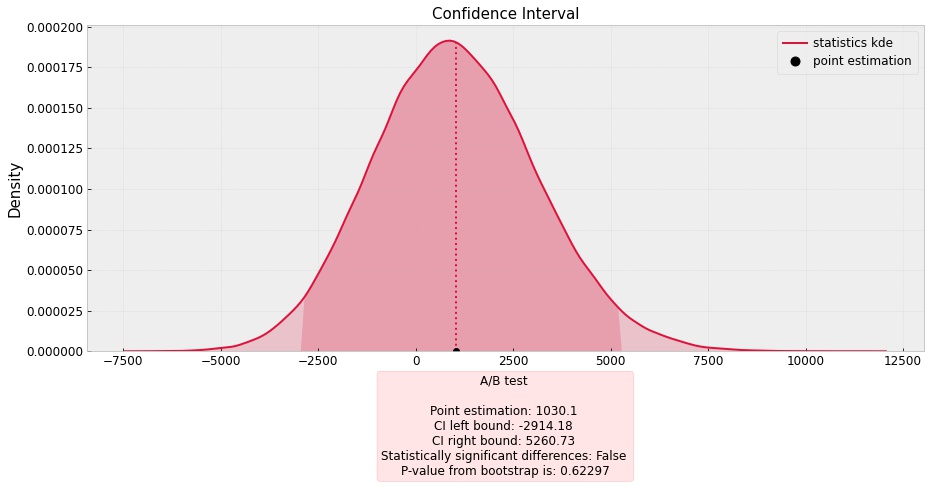 Confidence Interval
statistics kde
point estimation
0.000200
0.000175
0.000150
0.000125
0.000100
0.000075
0.000050
0.000025
0.000000
Density
−7500 −5000 −2500 0 2500 5000 7500 10000 12500
A/B test
Point estimation: 1030.1
CI left bound: -2914.18
CI right bound: 5260.73
Statistically significant differences: False
P-value from bootstrap is: 0.62297